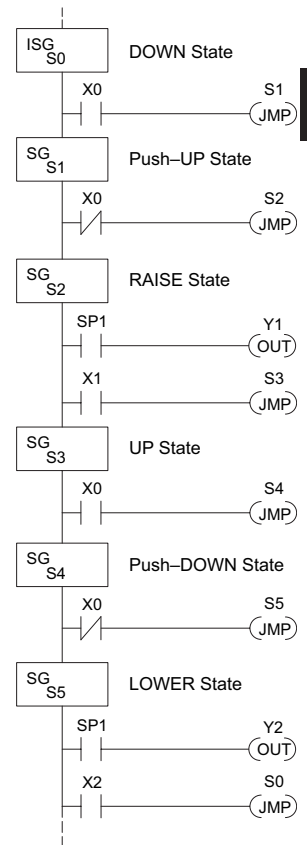 ISG
S0
DOWN State
X0
S1
JMP
SG
S1
Push–UP State
X0
S2
JMP
SG
S2
RAISE State
SP1
Y1
OUT
X1
S3
JMP
SG
S3
UP State
X0
S4
JMP
SG
S4
Push–DOWN State
X0
S5
JMP
SG
S5
LOWER State
SP1
Y2
OUT
X2
S0
JMP